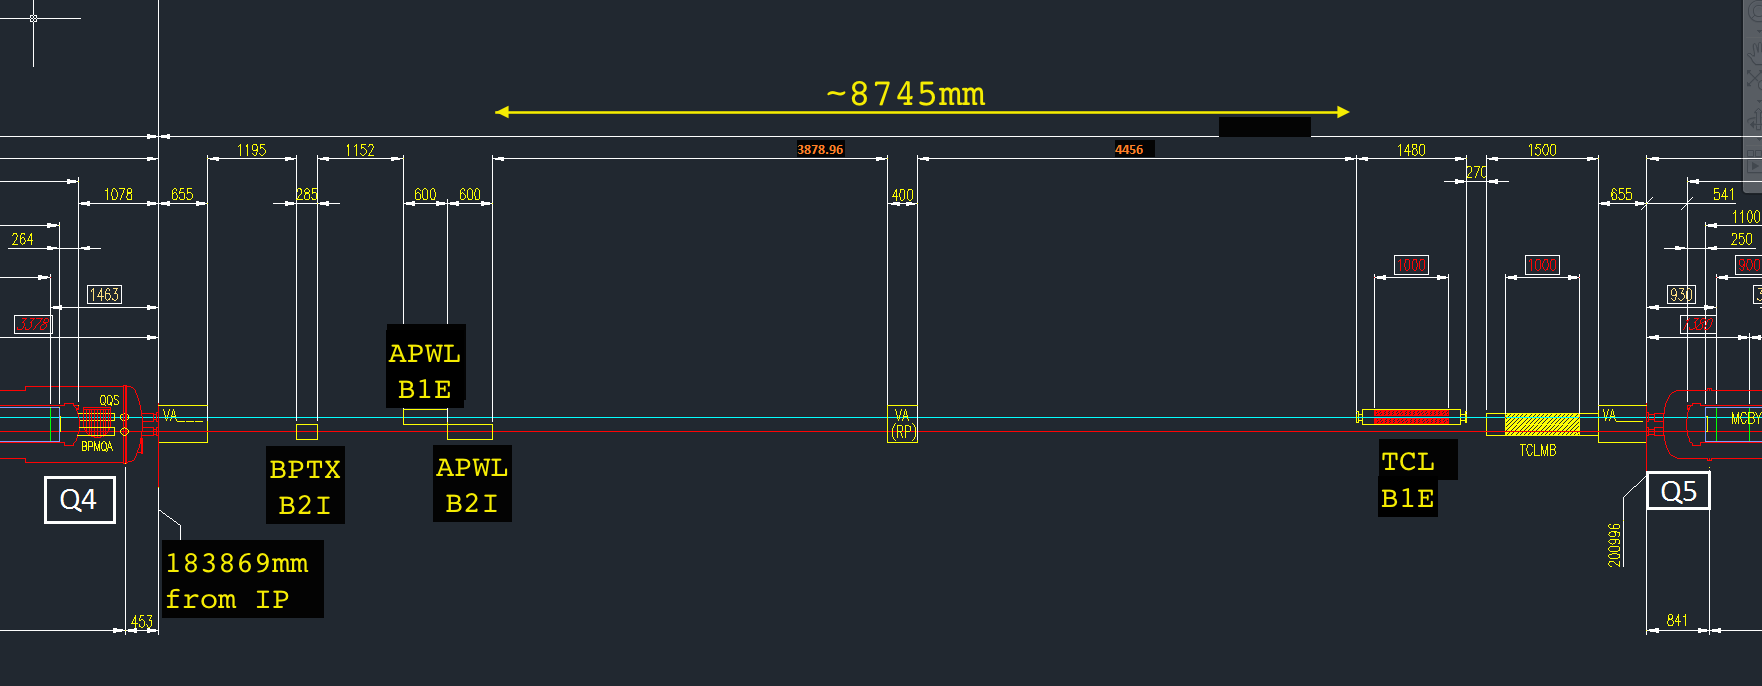 ~8745mm
1195
1152
3878.96
4456
1480
1500
270
1078
655
285
600
600
400
655
541
1100
264
250
1000
1000
900
1463
930
3378
APWL
B1E
QQS
VA
BPMQA
VA
(RP)
VA
MCBY
TCLMB
BPTX
B2I
APWL
B2I
TCL
B1E
Q4
Q5
183869mm
from IP
200996
453
841